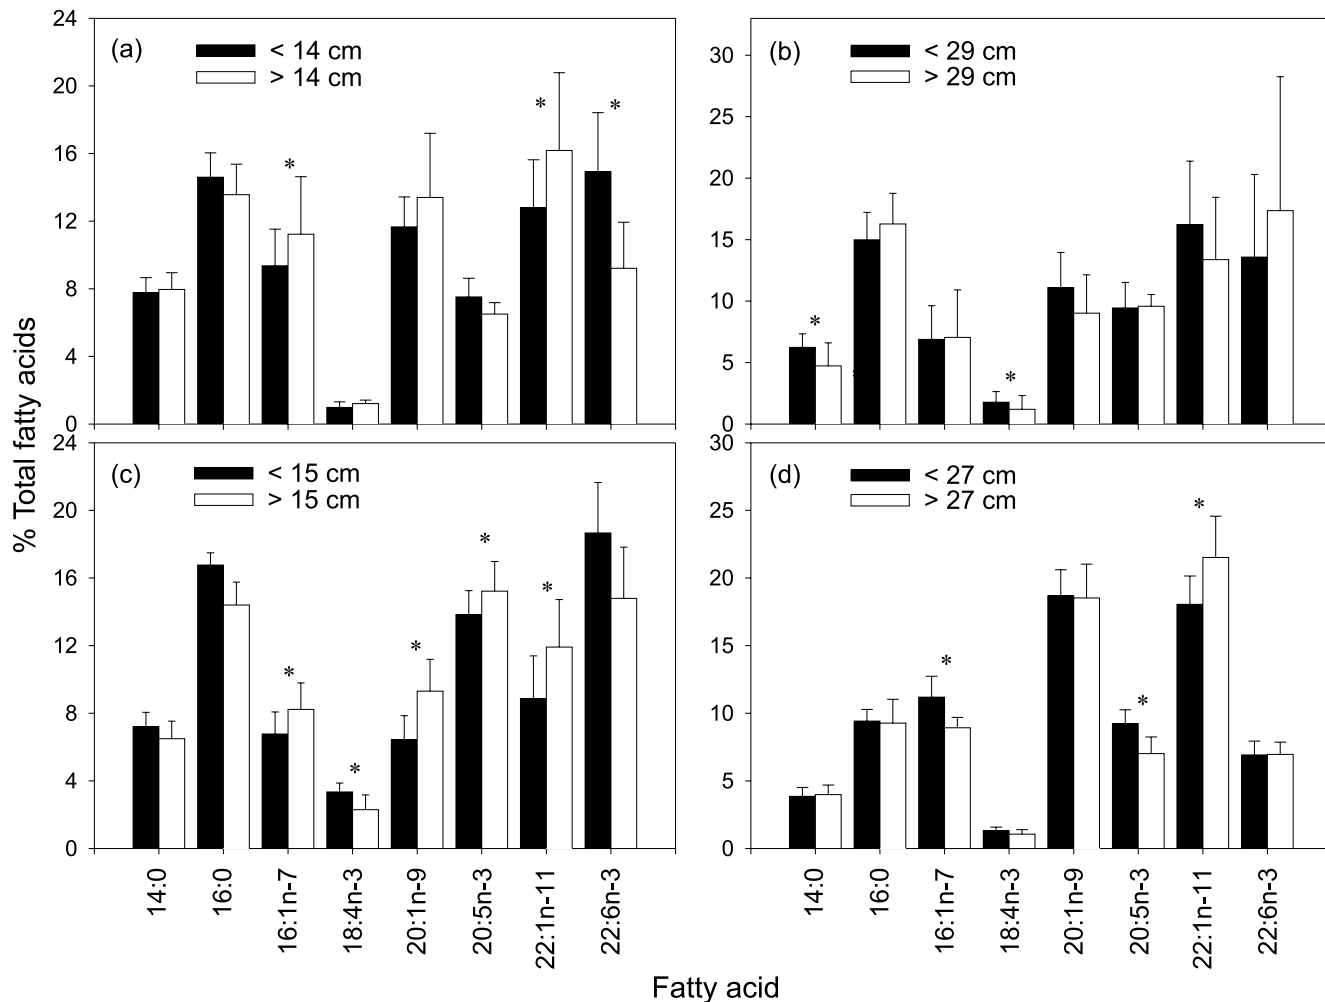 % Total fatty acids
(a)
< 14 cm
> 14 cm
24
20
16
12
8
4
0
*
*
*
(b)
< 29 cm
> 29 cm
30
25
20
15
10
5
0
*
*
(c)
< 15 cm
> 15 cm
24
20
16
12
8
4
0
*
*
*
*
*
14:0
16:0
16:1n-7
18:4n-3
20:1n-9
20:5n-3
22:1n-11
22:6n-3
(d)
< 27 cm
> 27 cm
30
25
20
15
10
5
0
*
*
*
14:0
16:0
16:1n-7
18:4n-3
20:1n-9
20:5n-3
22:1n-11
22:6n-3
Fatty acid